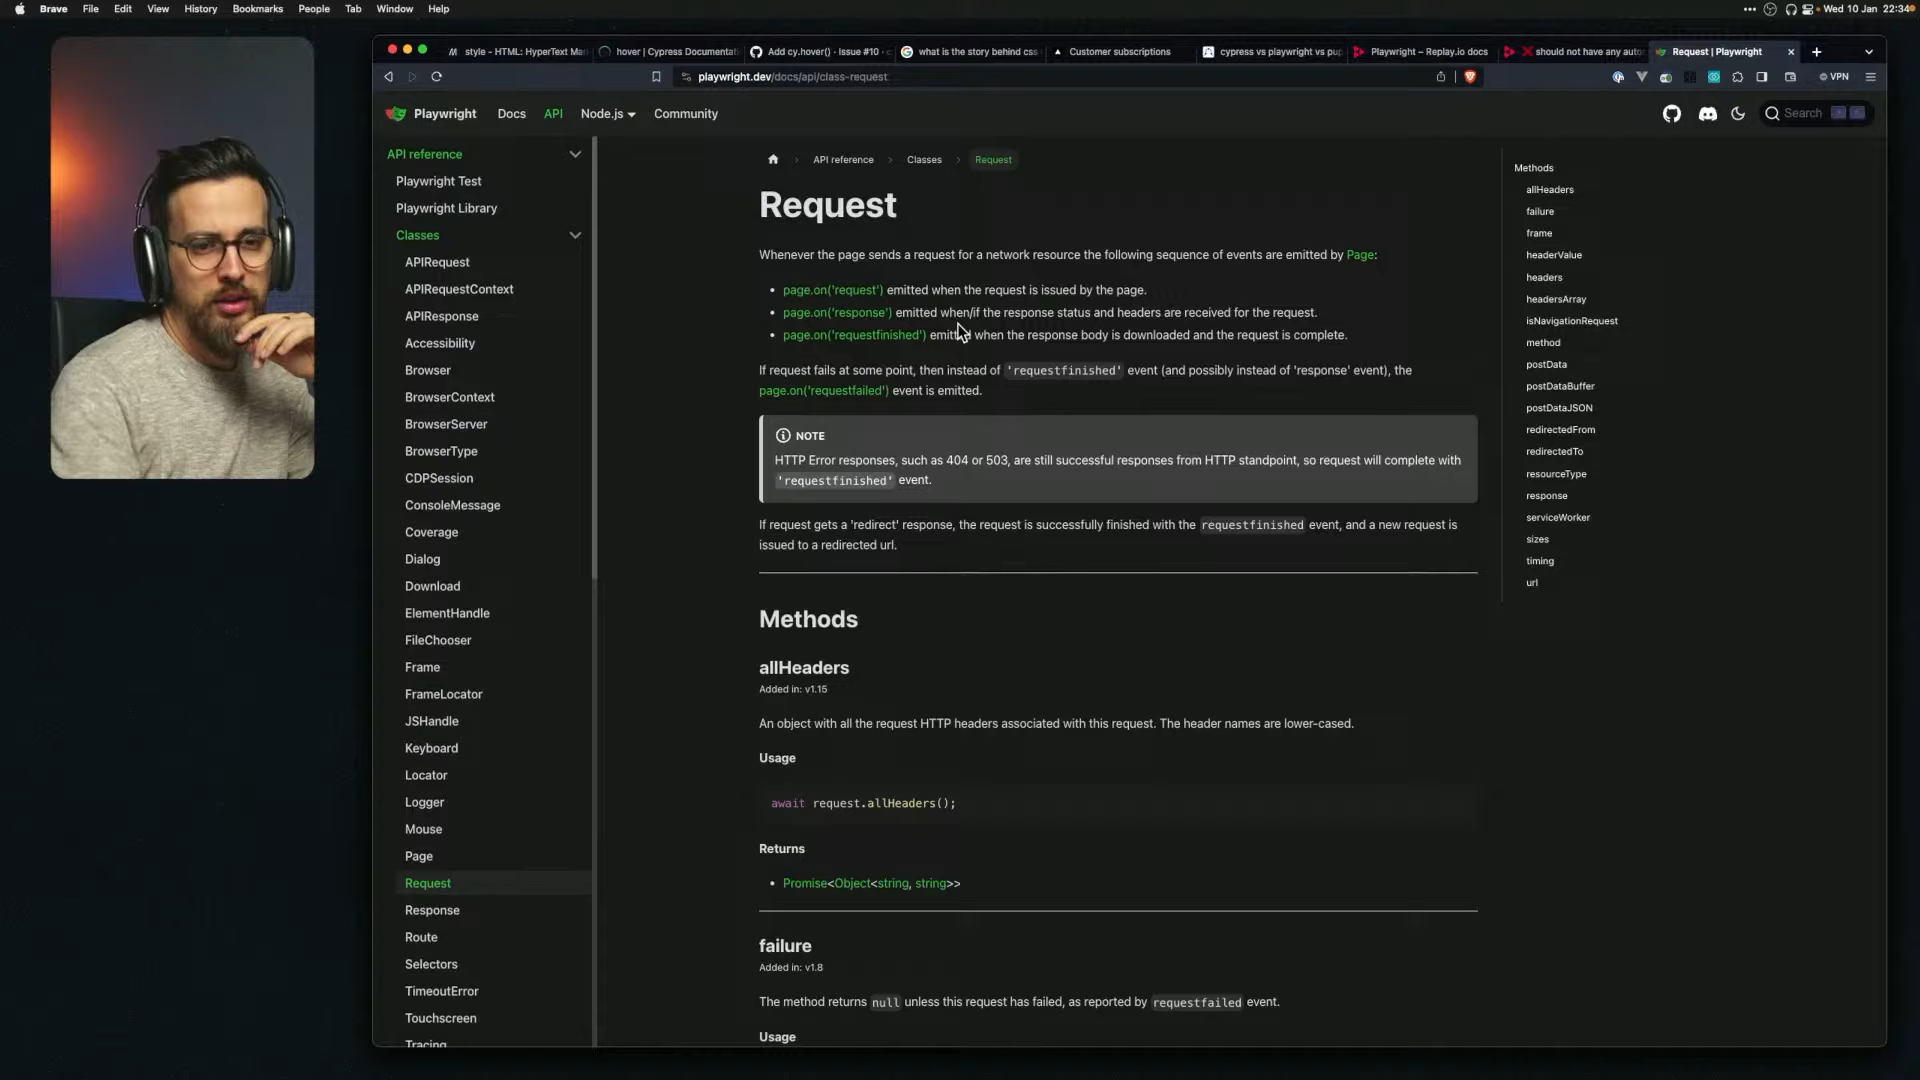 Brave File Edit View History Bookmarks People Tab Window Help
Wed 10 Jan 22:34
style - HTML: HyperText Mar
hover | Cypress Documentati
Add cy.hover() · Issue #10 · c
what is the story behind css
Customer subscriptions
cypress vs playwright vs pup
Playwright – Replay.io docs
should not have any auto
Request | Playwright
playwright.dev/docs/api/class-request
VPN
Playwright Docs API Node.js Community
Search
API reference
Playwright Test
Playwright Library
Classes
APIRequest
APIRequestContext
APIResponse
Accessibility
Browser
BrowserContext
BrowserServer
BrowserType
CDPSession
ConsoleMessage
Coverage
Dialog
Download
ElementHandle
FileChooser
Frame
FrameLocator
JSHandle
Keyboard
Locator
Logger
Mouse
Page
Request
Response
Route
Selectors
TimeoutError
Touchscreen
Tracing
API reference Classes Request
Request
Whenever the page sends a request for a network resource the following sequence of events are emitted by Page:
• page.on('request') emitted when the request is issued by the page.
• page.on('response') emitted when/if the response status and headers are received for the request.
• page.on('requestfinished') emitted when the response body is downloaded and the request is complete.
If request fails at some point, then instead of 'requestfinished' event (and possibly instead of 'response' event), the
page.on('requestfailed') event is emitted.
NOTE
HTTP Error responses, such as 404 or 503, are still successful responses from HTTP standpoint, so request will complete with
'requestfinished' event.
If request gets a 'redirect' response, the request is successfully finished with the requestfinished event, and a new request is
issued to a redirected url.
Methods
allHeaders
Added in: v1.15
An object with all the request HTTP headers associated with this request. The header names are lower-cased.
Usage
await request.allHeaders();
Returns
• Promise<Object<string, string>>
failure
Added in: v1.8
The method returns null unless this request has failed, as reported by requestfailed event.
Usage
Methods
allHeaders
failure
frame
headerValue
headers
headersArray
isNavigationRequest
method
postData
postDataBuffer
postDataJSON
redirectedFrom
redirectedTo
resourceType
response
serviceWorker
sizes
timing
url